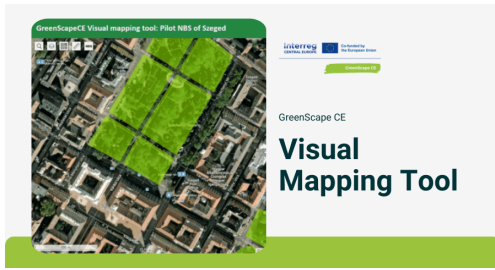 GreenScapeCE Visual mapping tool: Pilot NBS of Szeged
Interreg
CENTRAL EUROPE
Co-funded by
the European Union
GreenScape CE
GreenScape CE
Visual
Mapping Tool